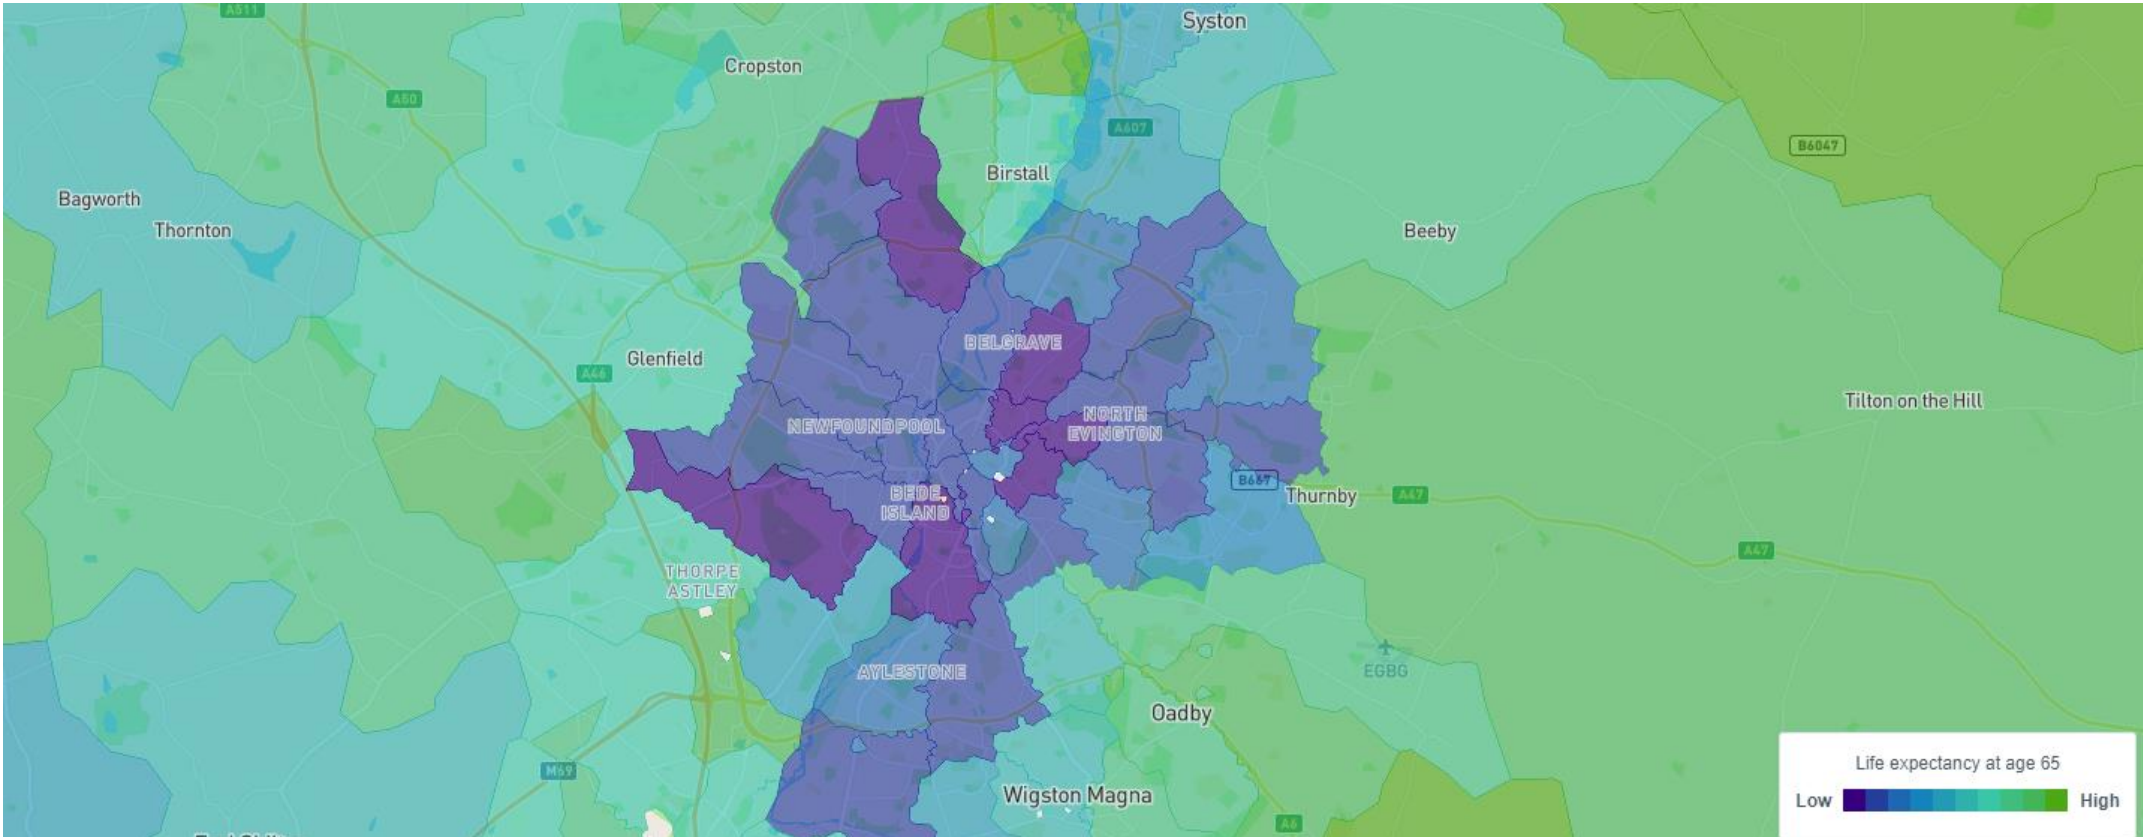 A511
Syston
Cropston
A50
A607
B6047
Birstall
Bagworth
Thornton
Beeby
BELGRAVE
Glenfield
A46
Tilton on the Hill
NEWFOUNDPOOL
NORTH
EVINGTON
B667
Thurnby
A47
BEDE
ISLAND
A47
THORPE
ASTLEY
AYLESTONE
EGBG
Oadby
M69
Wigston Magna
A6
Life expectancy at age 65
Low
High